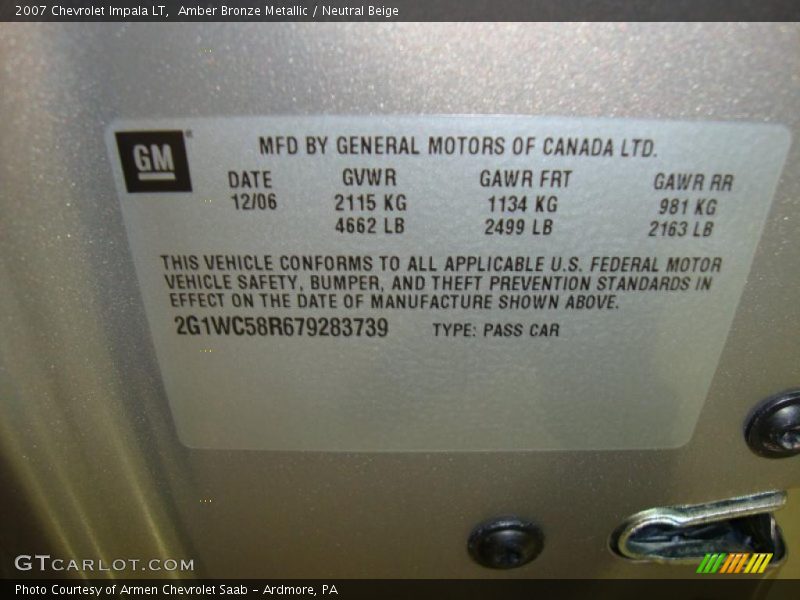 2007 Chevrolet Impala LT, Amber Bronze Metallic / Neutral Beige
GM
MFD BY GENERAL MOTORS OF CANADA LTD.
DATE GVWR GAWR FRT GAWR RR
12/06 2115 KG 1134 KG 981 KG
4662 LB 2499 LB 2163 LB
THIS VEHICLE CONFORMS TO ALL APPLICABLE U.S. FEDERAL MOTOR
VEHICLE SAFETY, BUMPER, AND THEFT PREVENTION STANDARDS IN
EFFECT ON THE DATE OF MANUFACTURE SHOWN ABOVE.
2G1WC58R679283739 TYPE: PASS CAR
GTCARLOT.COM
Photo Courtesy of Armen Chevrolet Saab - Ardmore, PA